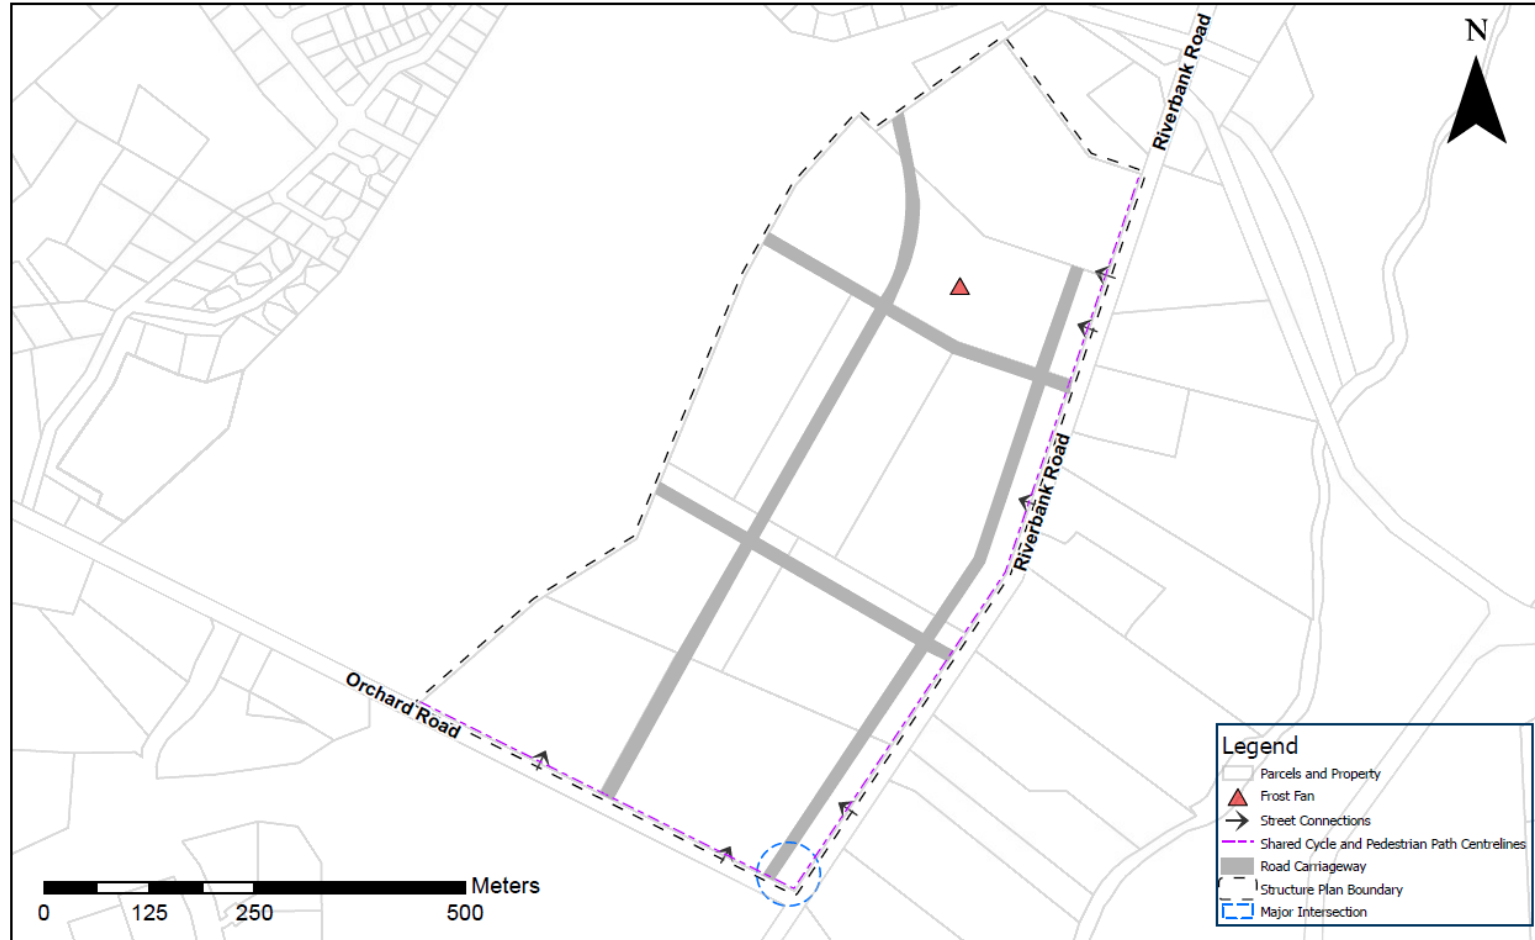 N
Riverbank Road
Riverbank Road
Orchard Road
Legend
Parcels and Property
Frost Fan
Street Connections
Shared Cycle and Pedestrian Path Centrelines
Road Carriageway
Structure Plan Boundary
Major Intersection
Meters
0 125 250 500